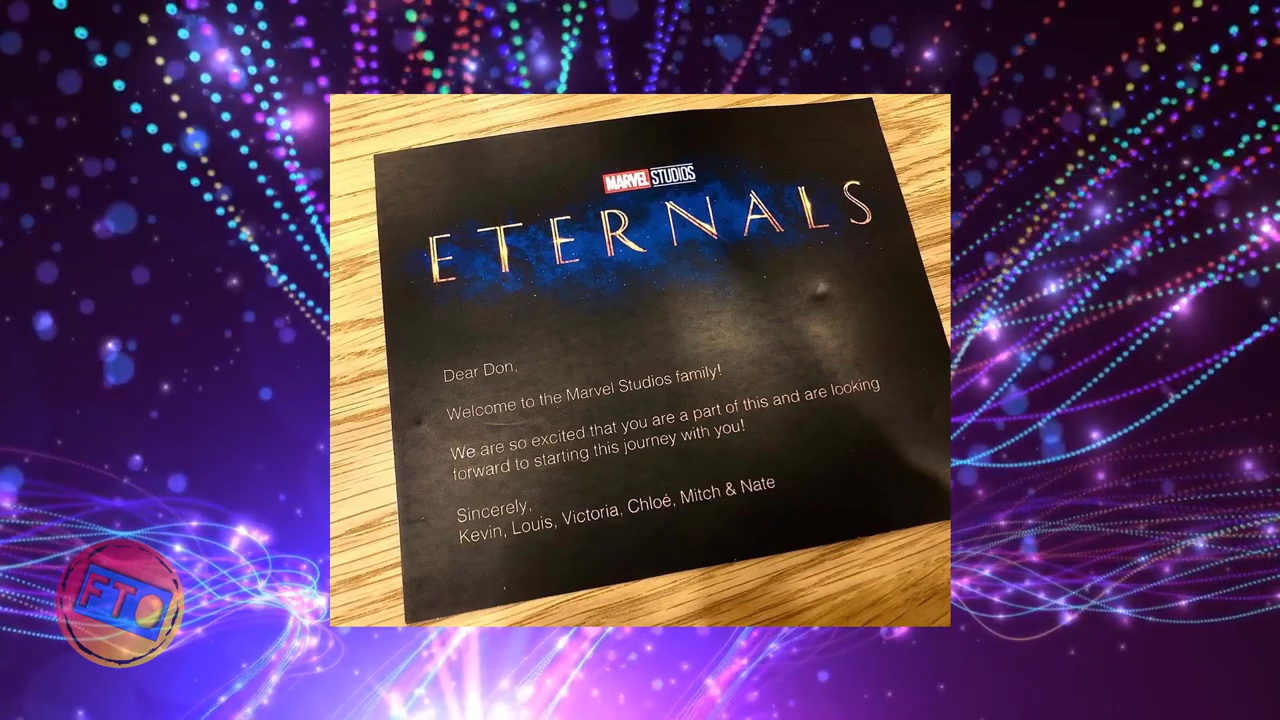 MARVEL STUDIOS
ETERNALS
Dear Don,
Welcome to the Marvel Studios family!
We are so excited that you are a part of this and are looking
forward to starting this journey with you!
Sincerely,
Kevin, Louis, Victoria, Chloé, Mitch & Nate
FTO